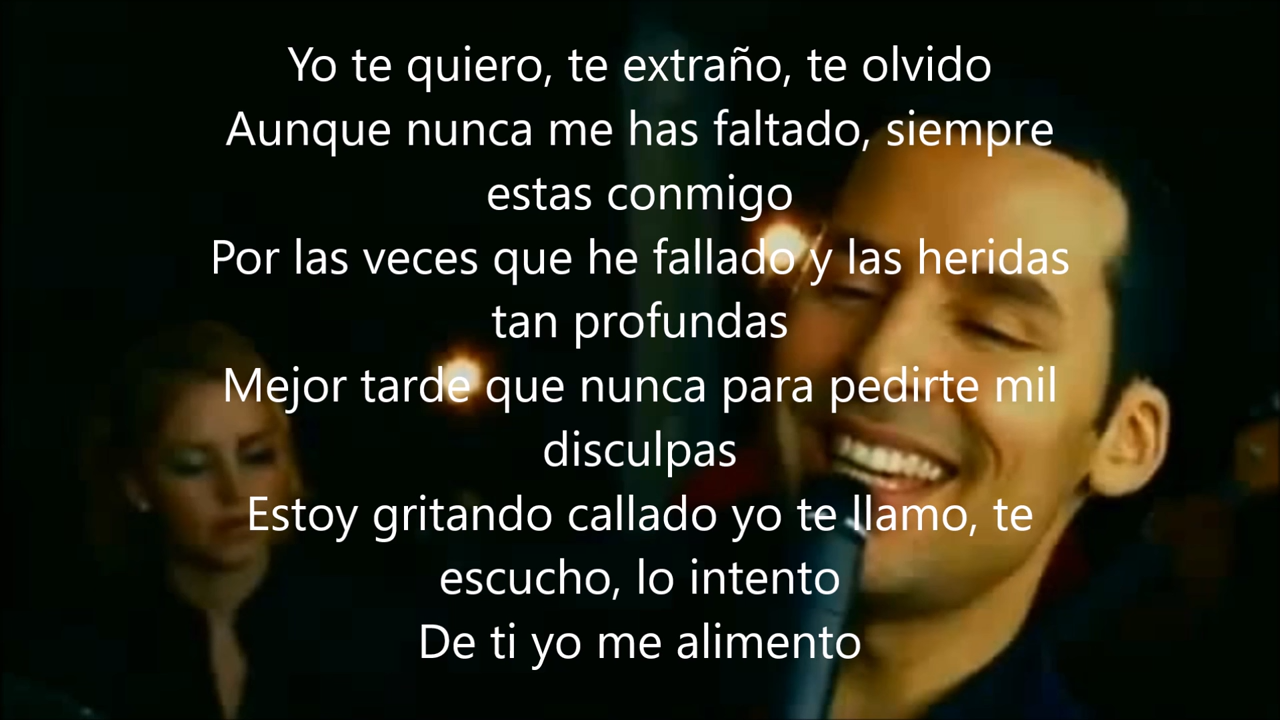 Yo te quiero, te extraño, te olvido
Aunque nunca me has faltado, siempre
estas conmigo
Por las veces que he fallado y las heridas
tan profundas
Mejor tarde que nunca para pedirte mil
disculpas
Estoy gritando callado yo te llamo, te
escucho, lo intento
De ti yo me alimento